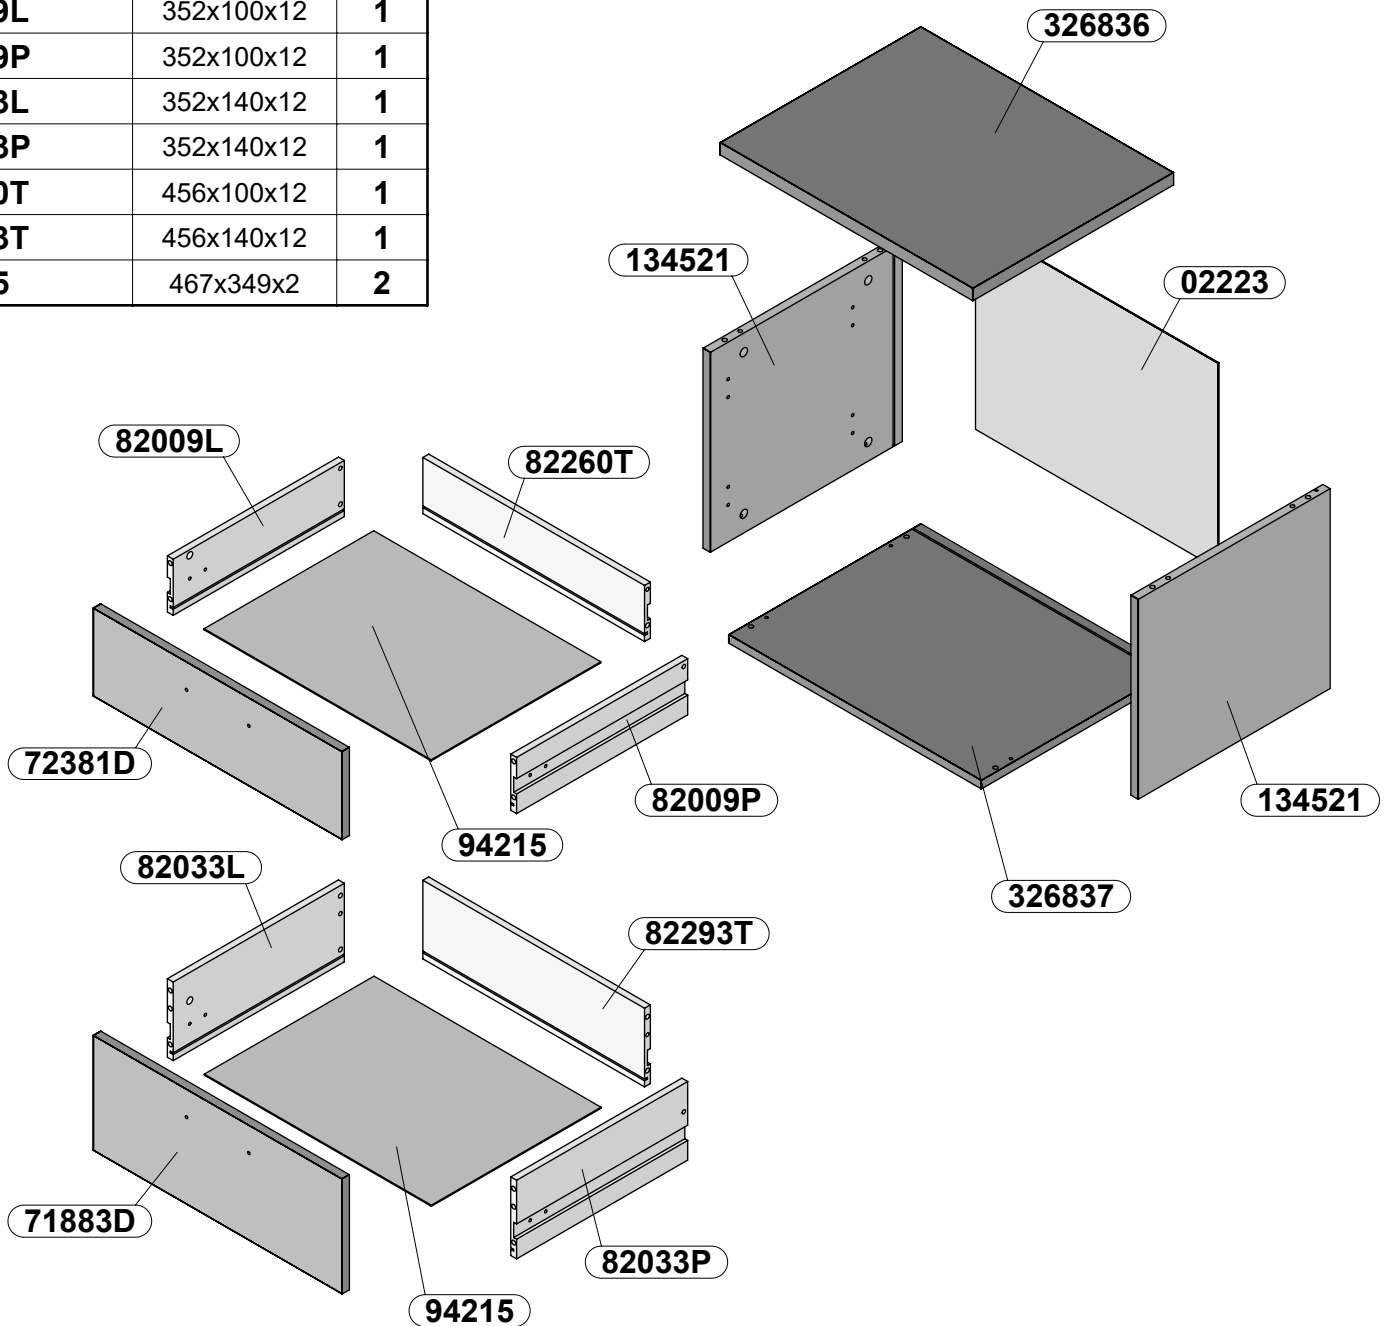 9L 352x100x12 1
9P 352x100x12 1
3L 352x140x12 1
3P 352x140x12 1
0T 456x100x12 1
3T 456x140x12 1
5 467x349x2 2
326836
134521
02223
82009L
82260T
72381D
82009P
134521
94215
82033L
326837
82293T
71883D
82033P
94215